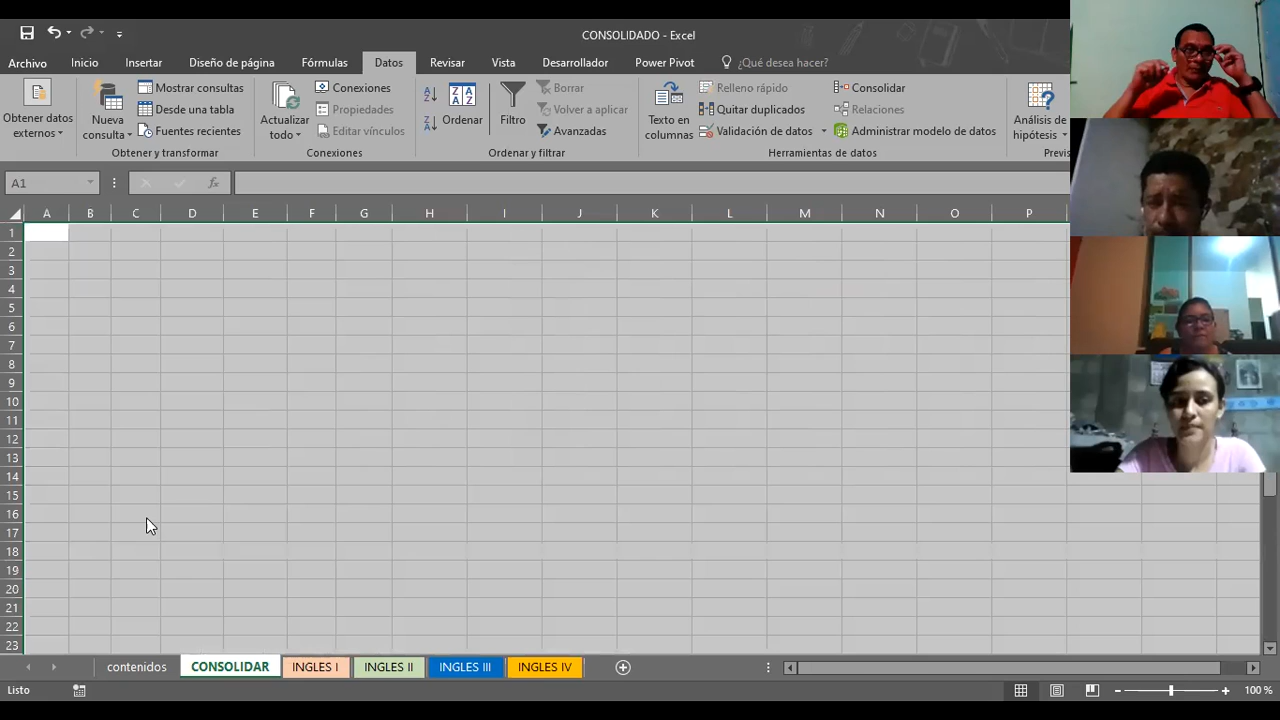 CONSOLIDADO - Excel
Archivo Inicio Insertar Diseño de página Fórmulas Datos Revisar Vista Desarrollador Power Pivot ¿Qué desea hacer?
Obtener datos externos
Nueva consulta
Mostrar consultas
Desde una tabla
Fuentes recientes
Obtener y transformar
Actualizar todo
Conexiones
Propiedades
Editar vínculos
Conexiones
Ordenar
Filtro
Borrar
Volver a aplicar
Avanzadas
Ordenar y filtrar
Texto en columnas
Relleno rápido
Quitar duplicados
Validación de datos
Consolidar
Relaciones
Administrar modelo de datos
Herramientas de datos
Análisis de hipótesis
Previs
A1 fx
A B C D E F G H I J K L M N O P
1
2
3
4
5
6
7
8
9
10
11
12
13
14
15
16
17
18
19
20
21
22
23
contenidos CONSOLIDAR INGLES I INGLES II INGLES III INGLES IV
Listo 100 %